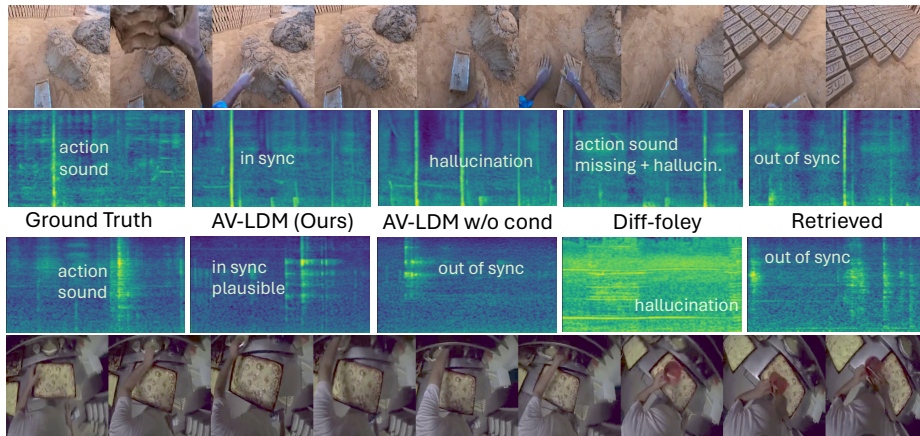 action
sound
in sync
hallucination
action sound
missing + hallucin.
out of sync
Ground Truth
AV-LDM (Ours)
AV-LDM w/o cond
Diff-foley
Retrieved
action
sound
in sync
plausible
out of sync
hallucination
out of sync